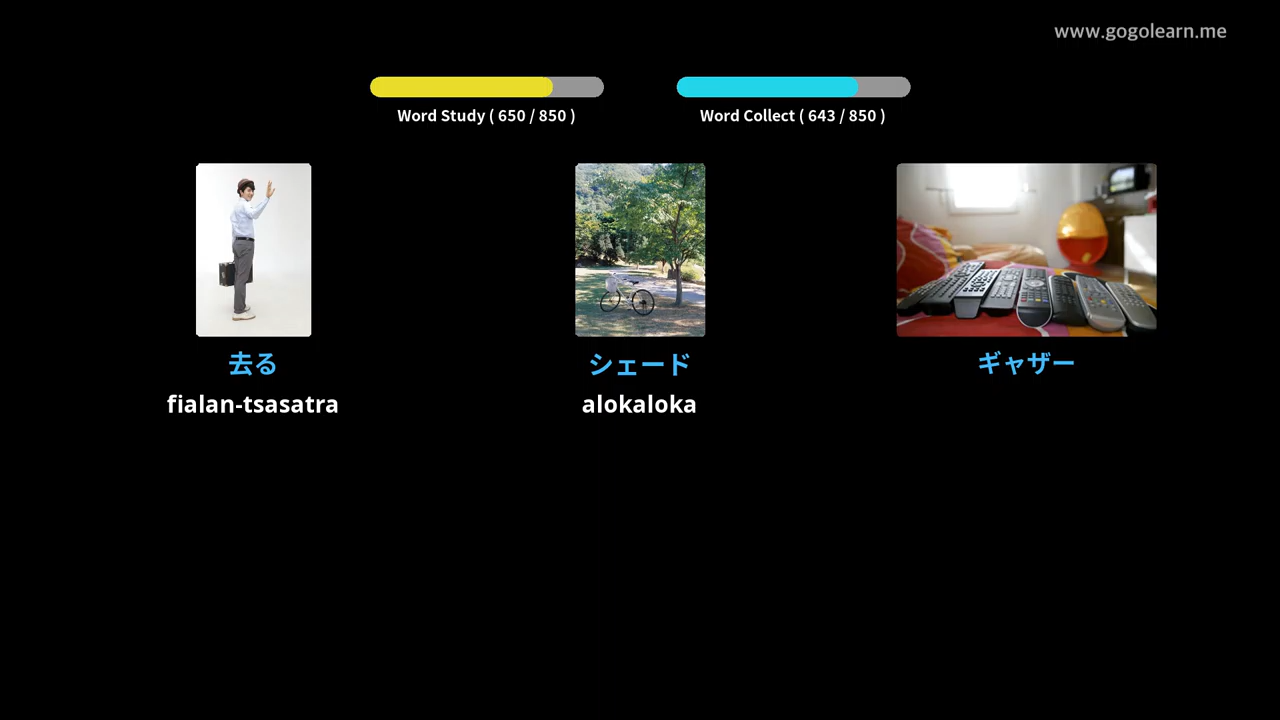 www.gogolearn.me
Word Study ( 650 / 850 )
Word Collect ( 643 / 850 )
去る
シェード
ギャザー
fialan-tsasatra
alokaloka